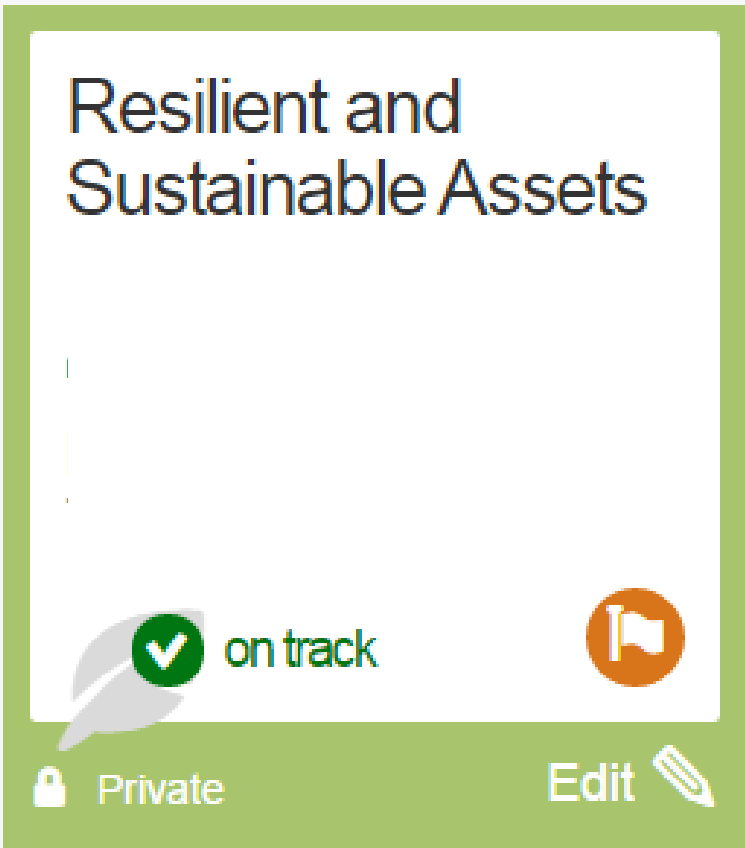 Resilient and
Sustainable Assets
on track
Private
Edit